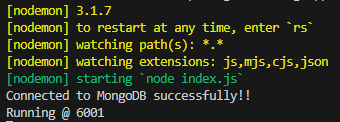 [nodemon] 3.1.7
[nodemon] to restart at any time, enter `rs`
[nodemon] watching path(s): *.*
[nodemon] watching extensions: js,mjs,cjs,json
[nodemon] starting `node index.js`
Connected to MongoDB successfully!!
Running @ 6001